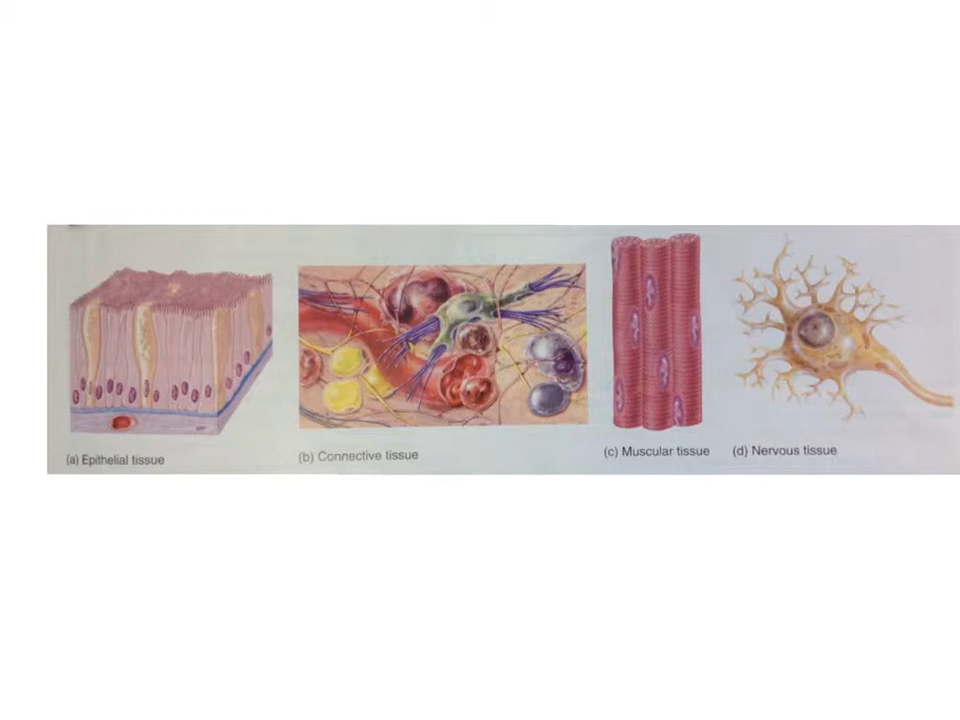 (a) Epithelial tissue
(b) Connective tissue
(c) Muscular tissue
(d) Nervous tissue